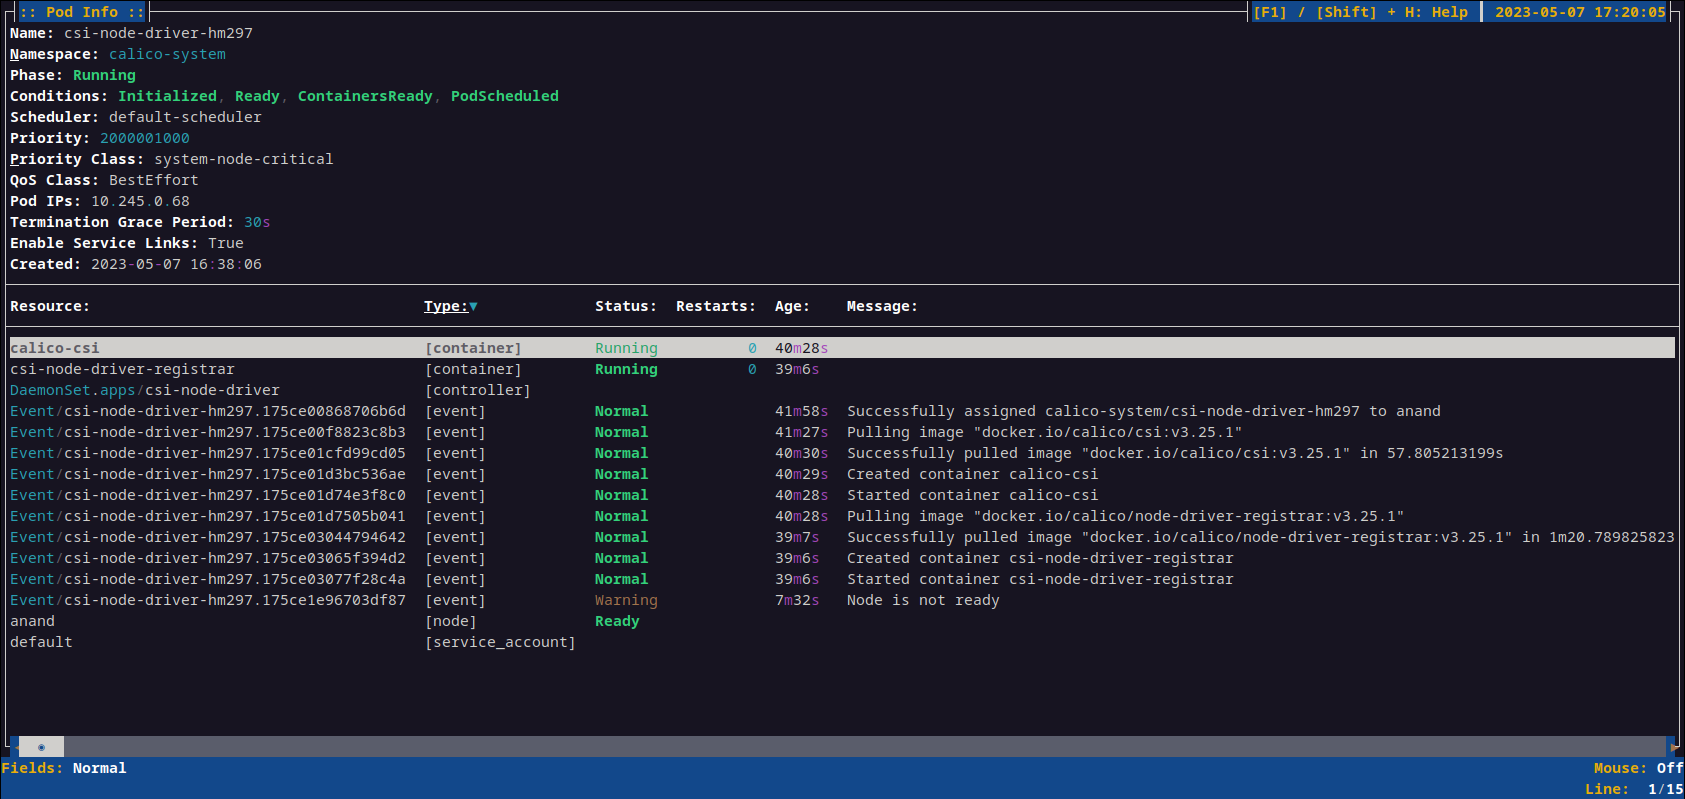 :: Pod Info :: [F1] / [Shift] + H: Help 2023-05-07 17:20:05
Name: csi-node-driver-hm297
Namespace: calico-system
Phase: Running
Conditions: Initialized, Ready, ContainersReady, PodScheduled
Scheduler: default-scheduler
Priority: 2000001000
Priority Class: system-node-critical
QoS Class: BestEffort
Pod IPs: 10.245.0.68
Termination Grace Period: 30s
Enable Service Links: True
Created: 2023-05-07 16:38:06
Resource: Type:▼ Status: Restarts: Age: Message:
calico-csi [container] Running 0 40m28s
csi-node-driver-registrar [container] Running 0 39m6s
DaemonSet.apps/csi-node-driver [controller]
Event/csi-node-driver-hm297.175ce00868706b6d [event] Normal 41m58s Successfully assigned calico-system/csi-node-driver-hm297 to anand
Event/csi-node-driver-hm297.175ce00f8823c8b3 [event] Normal 41m27s Pulling image "docker.io/calico/csi:v3.25.1"
Event/csi-node-driver-hm297.175ce01cfd99cd05 [event] Normal 40m30s Successfully pulled image "docker.io/calico/csi:v3.25.1" in 57.805213199s
Event/csi-node-driver-hm297.175ce01d3bc536ae [event] Normal 40m29s Created container calico-csi
Event/csi-node-driver-hm297.175ce01d74e3f8c0 [event] Normal 40m28s Started container calico-csi
Event/csi-node-driver-hm297.175ce01d7505b041 [event] Normal 40m28s Pulling image "docker.io/calico/node-driver-registrar:v3.25.1"
Event/csi-node-driver-hm297.175ce03044794642 [event] Normal 39m7s Successfully pulled image "docker.io/calico/node-driver-registrar:v3.25.1" in 1m20.789825823
Event/csi-node-driver-hm297.175ce03065f394d2 [event] Normal 39m6s Created container csi-node-driver-registrar
Event/csi-node-driver-hm297.175ce03077f28c4a [event] Normal 39m6s Started container csi-node-driver-registrar
Event/csi-node-driver-hm297.175ce1e96703df87 [event] Warning 7m32s Node is not ready
anand [node] Ready
default [service_account]
Fields: Normal Mouse: Off
Line: 1/15